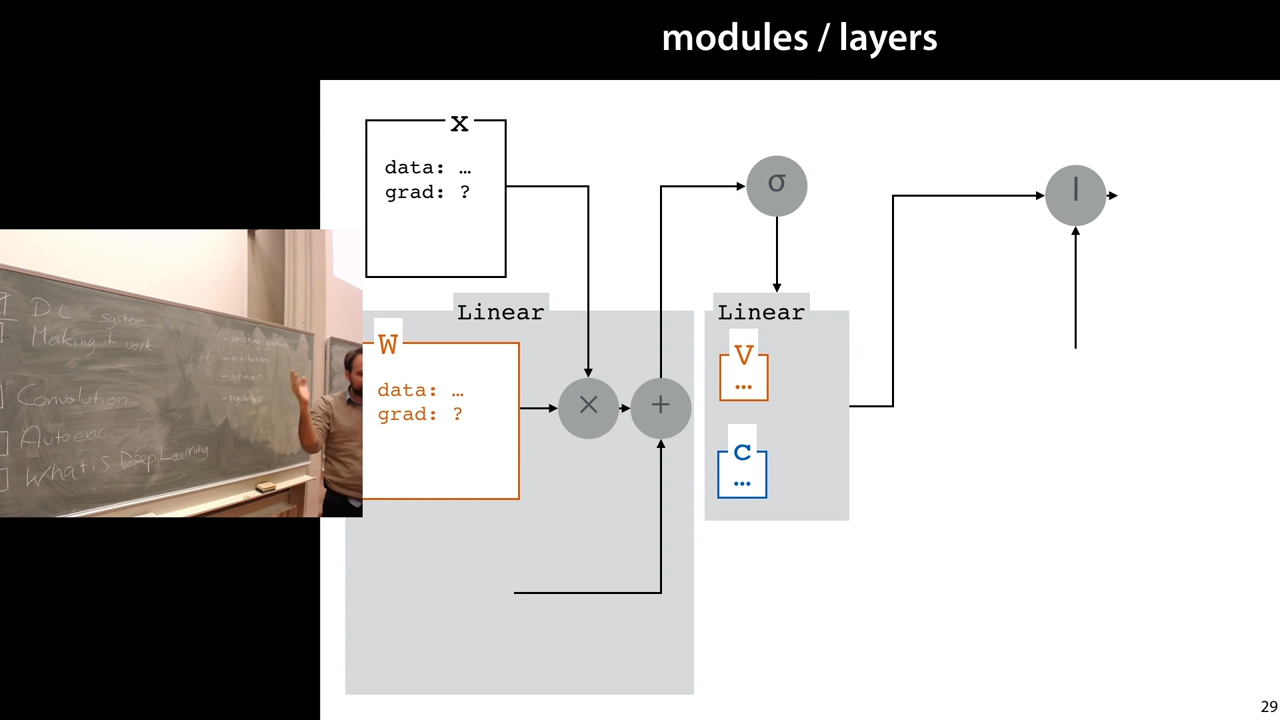 modules / layers
x
data: …
grad: ?
σ
l
Linear
W
data: …
grad: ?
×
+
Linear
V
…
c
…
DL system
Making it work
Convolution
What is Deep Learning
29